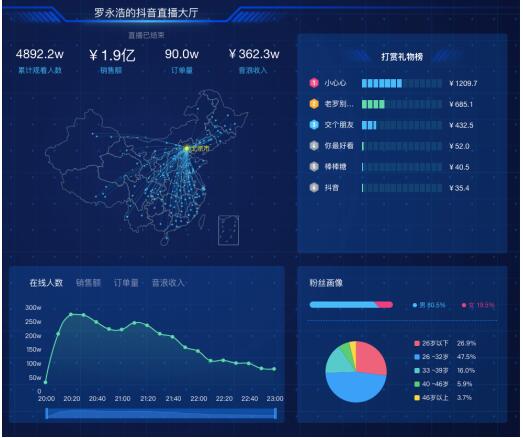 罗永浩的抖音直播大厅
直播已结束
4892.2w
累计观看人数
￥1.9亿
销售额
90.0w
订单量
￥362.3w
音浪收入
北京市
打赏礼物榜
1 小心心 ￥1209.7
2 老罗别... ￥685.1
3 交个朋友 ￥432.5
4 你最好看 ￥52.0
5 棒棒糖 ￥40.5
6 抖音 ￥35.4
在线人数 销售额 订单量 音浪收入
300w
250w
200w
150w
100w
50w
0
20:00 20:20 20:40 21:00 21:20 21:40 22:00 22:20 22:40 23:00
粉丝画像
男 80.5% 女 19.5%
26岁以下 26.9%
26 ~32岁 47.5%
33 ~39岁 16.0%
40 ~46岁 5.9%
46岁以上 3.7%